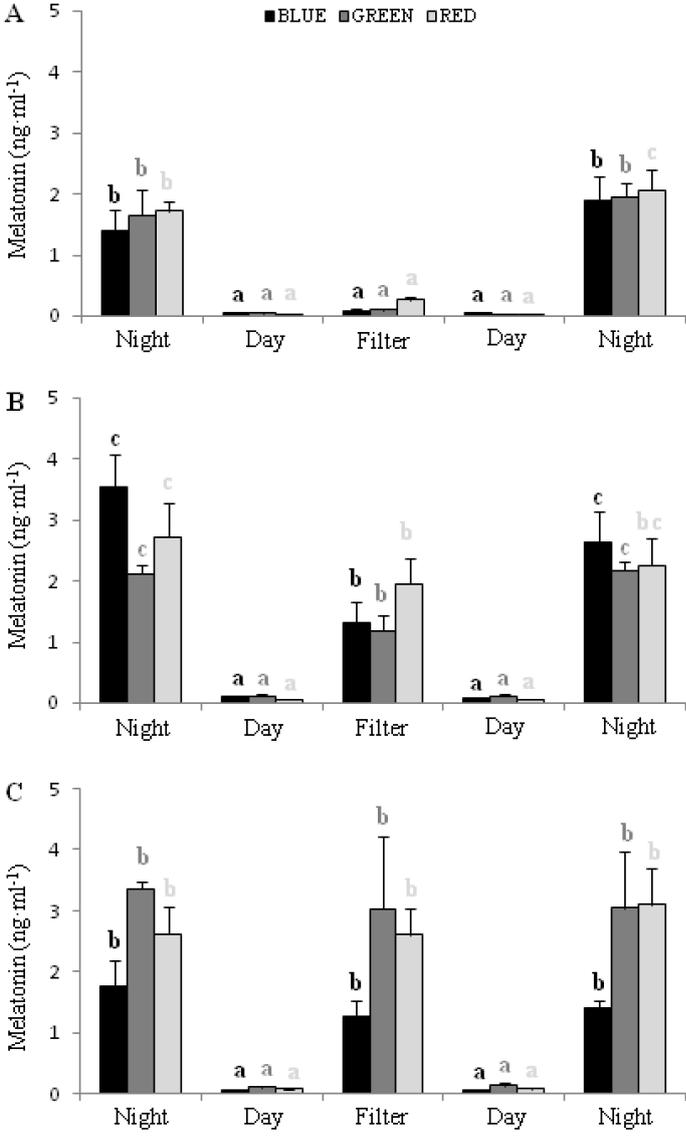 A
BLUE GREEN RED
Melatonin (ng·ml-1)
5
4
3
2
1
0
b b b
a a a
a a a
a a a
b b c
Night Day Filter Day Night
B
Melatonin (ng·ml-1)
5
4
3
2
1
0
c c c
a a a
b b b
a a a
c c bc
Night Day Filter Day Night
C
Melatonin (ng·ml-1)
5
4
3
2
1
0
b b b
a a a
b b b
a a a
b b b
Night Day Filter Day Night